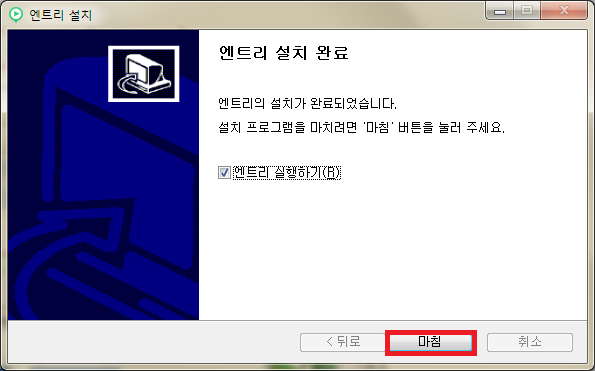 엔트리 설치
엔트리 설치 완료
엔트리의 설치가 완료되었습니다.
설치 프로그램을 마치려면 '마침' 버튼을 눌러 주세요.
엔트리 실행하기(R)
< 뒤로
마침
취소